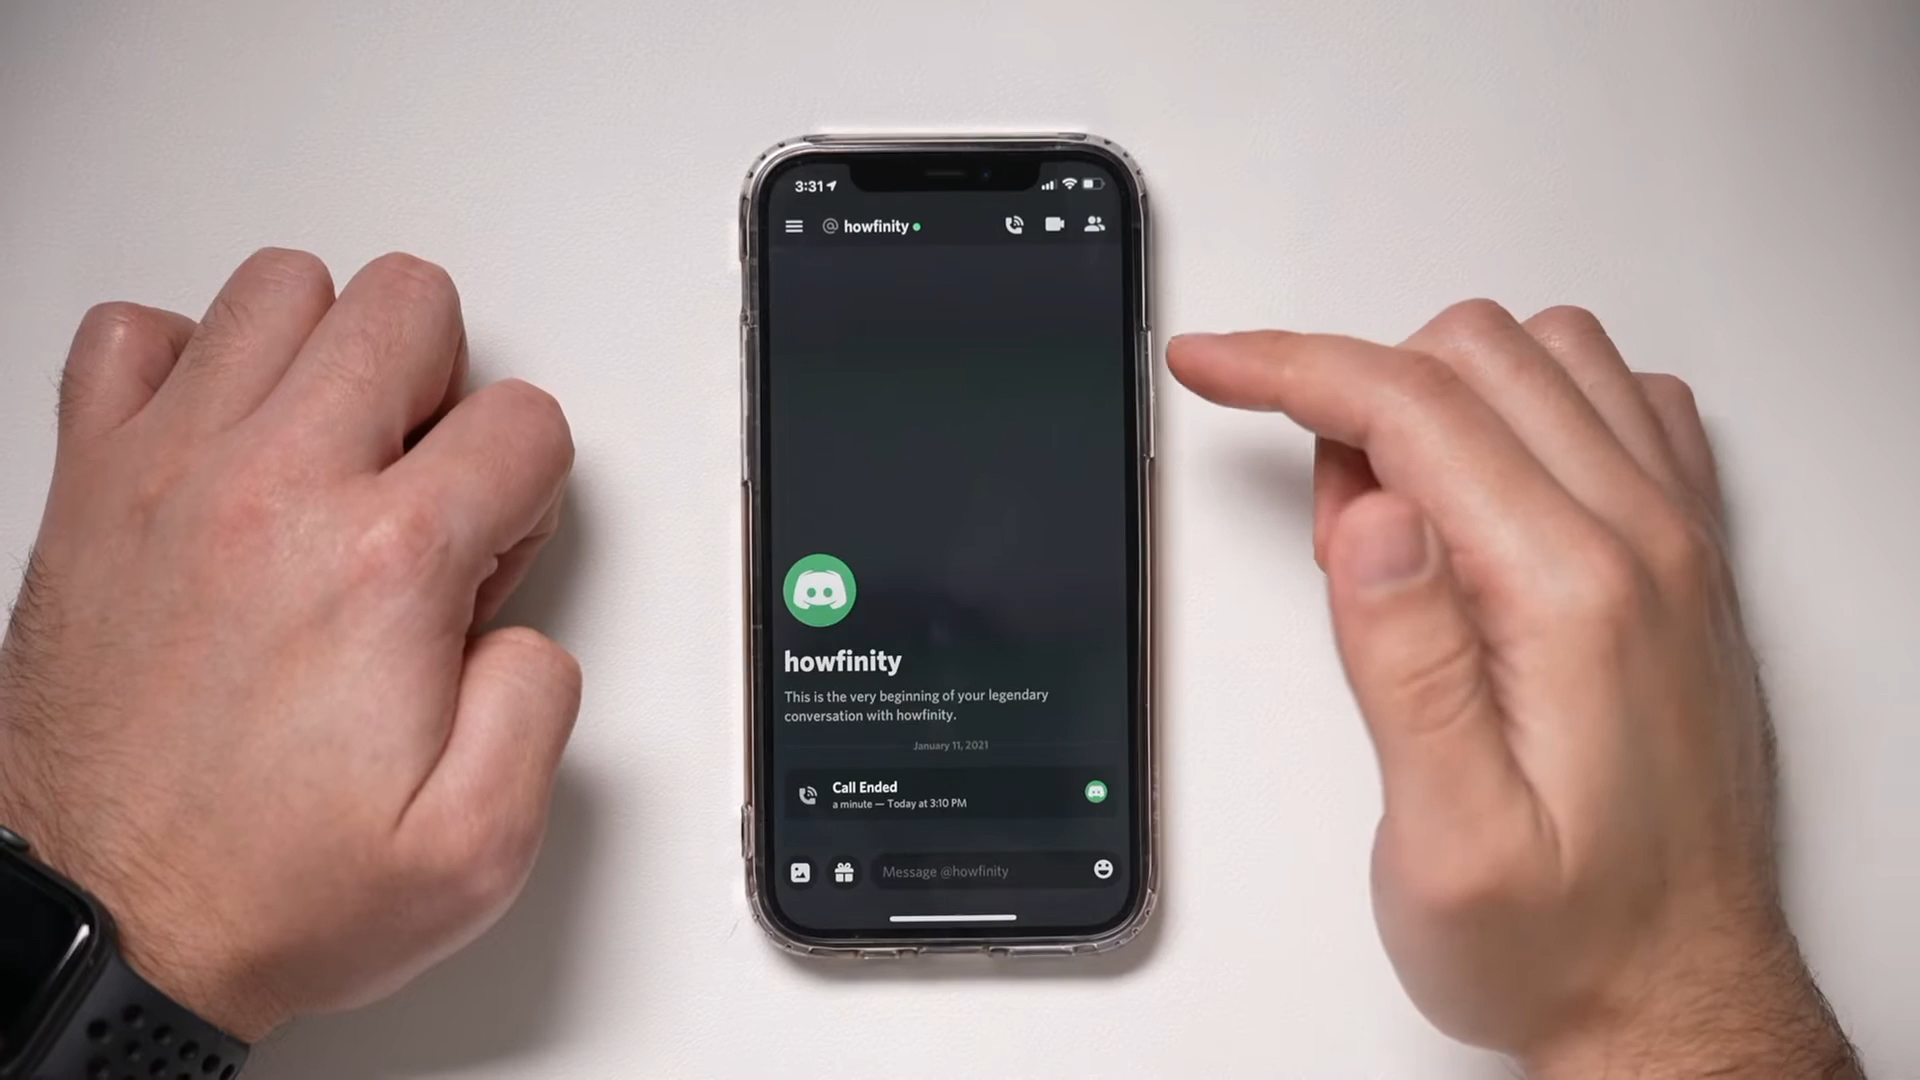 3:31
@ howfinity
howfinity
This is the very beginning of your legendary
conversation with howfinity.
January 11, 2021
Call Ended
a minute — Today at 3:10 PM
Message @howfinity